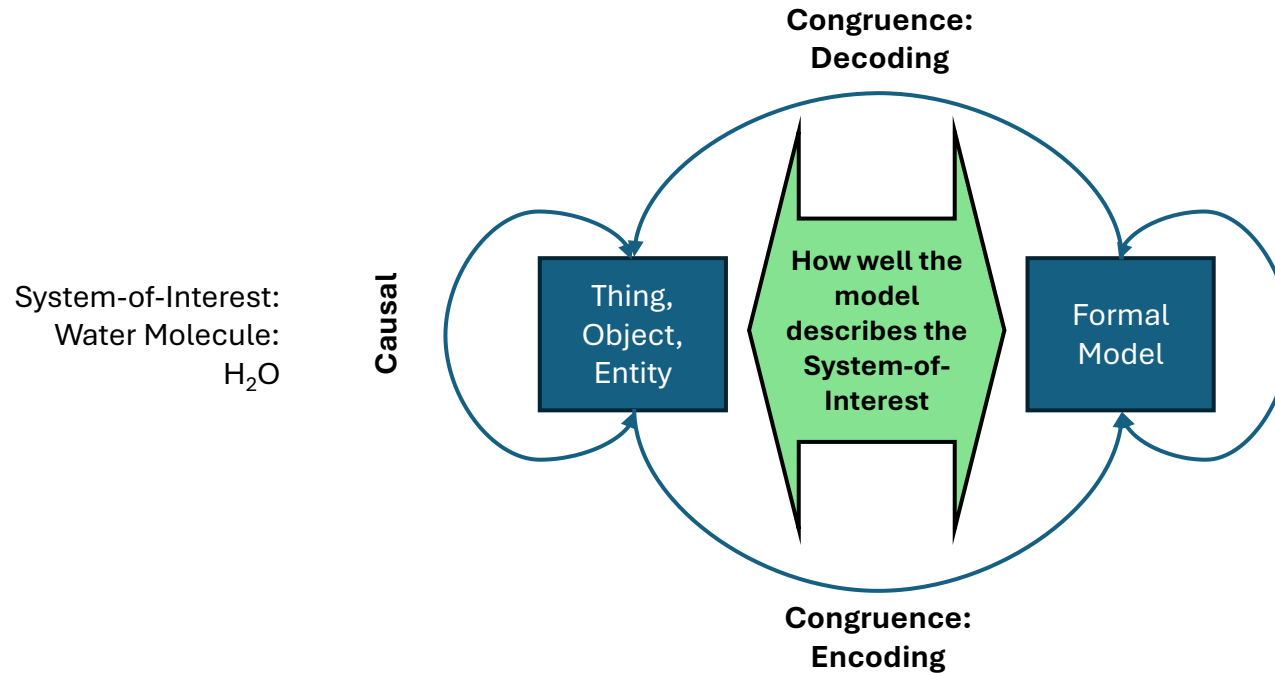 Congruence:
Decoding
System-of-Interest:
Water Molecule:
H₂O
Causal
Thing,
Object,
Entity
How well the
model
describes the
System-of-
Interest
Formal
Model
Congruence:
Encoding